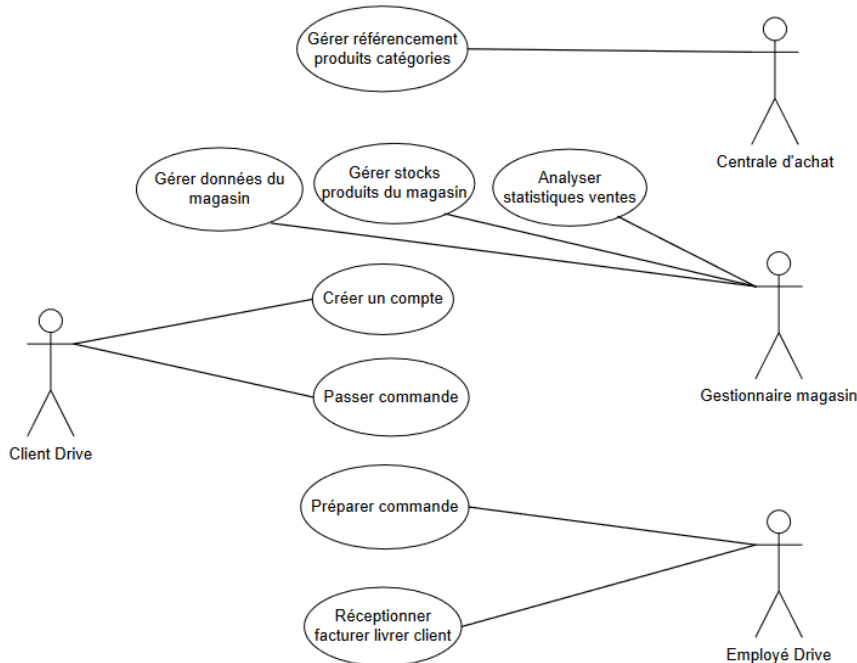 Gérer référencement
produits catégories
Centrale d'achat
Gérer données du
magasin
Gérer stocks
produits du magasin
Analyser
statistiques ventes
Créer un compte
Passer commande
Gestionnaire magasin
Client Drive
Préparer commande
Réceptionner
facturer livrer client
Employé Drive